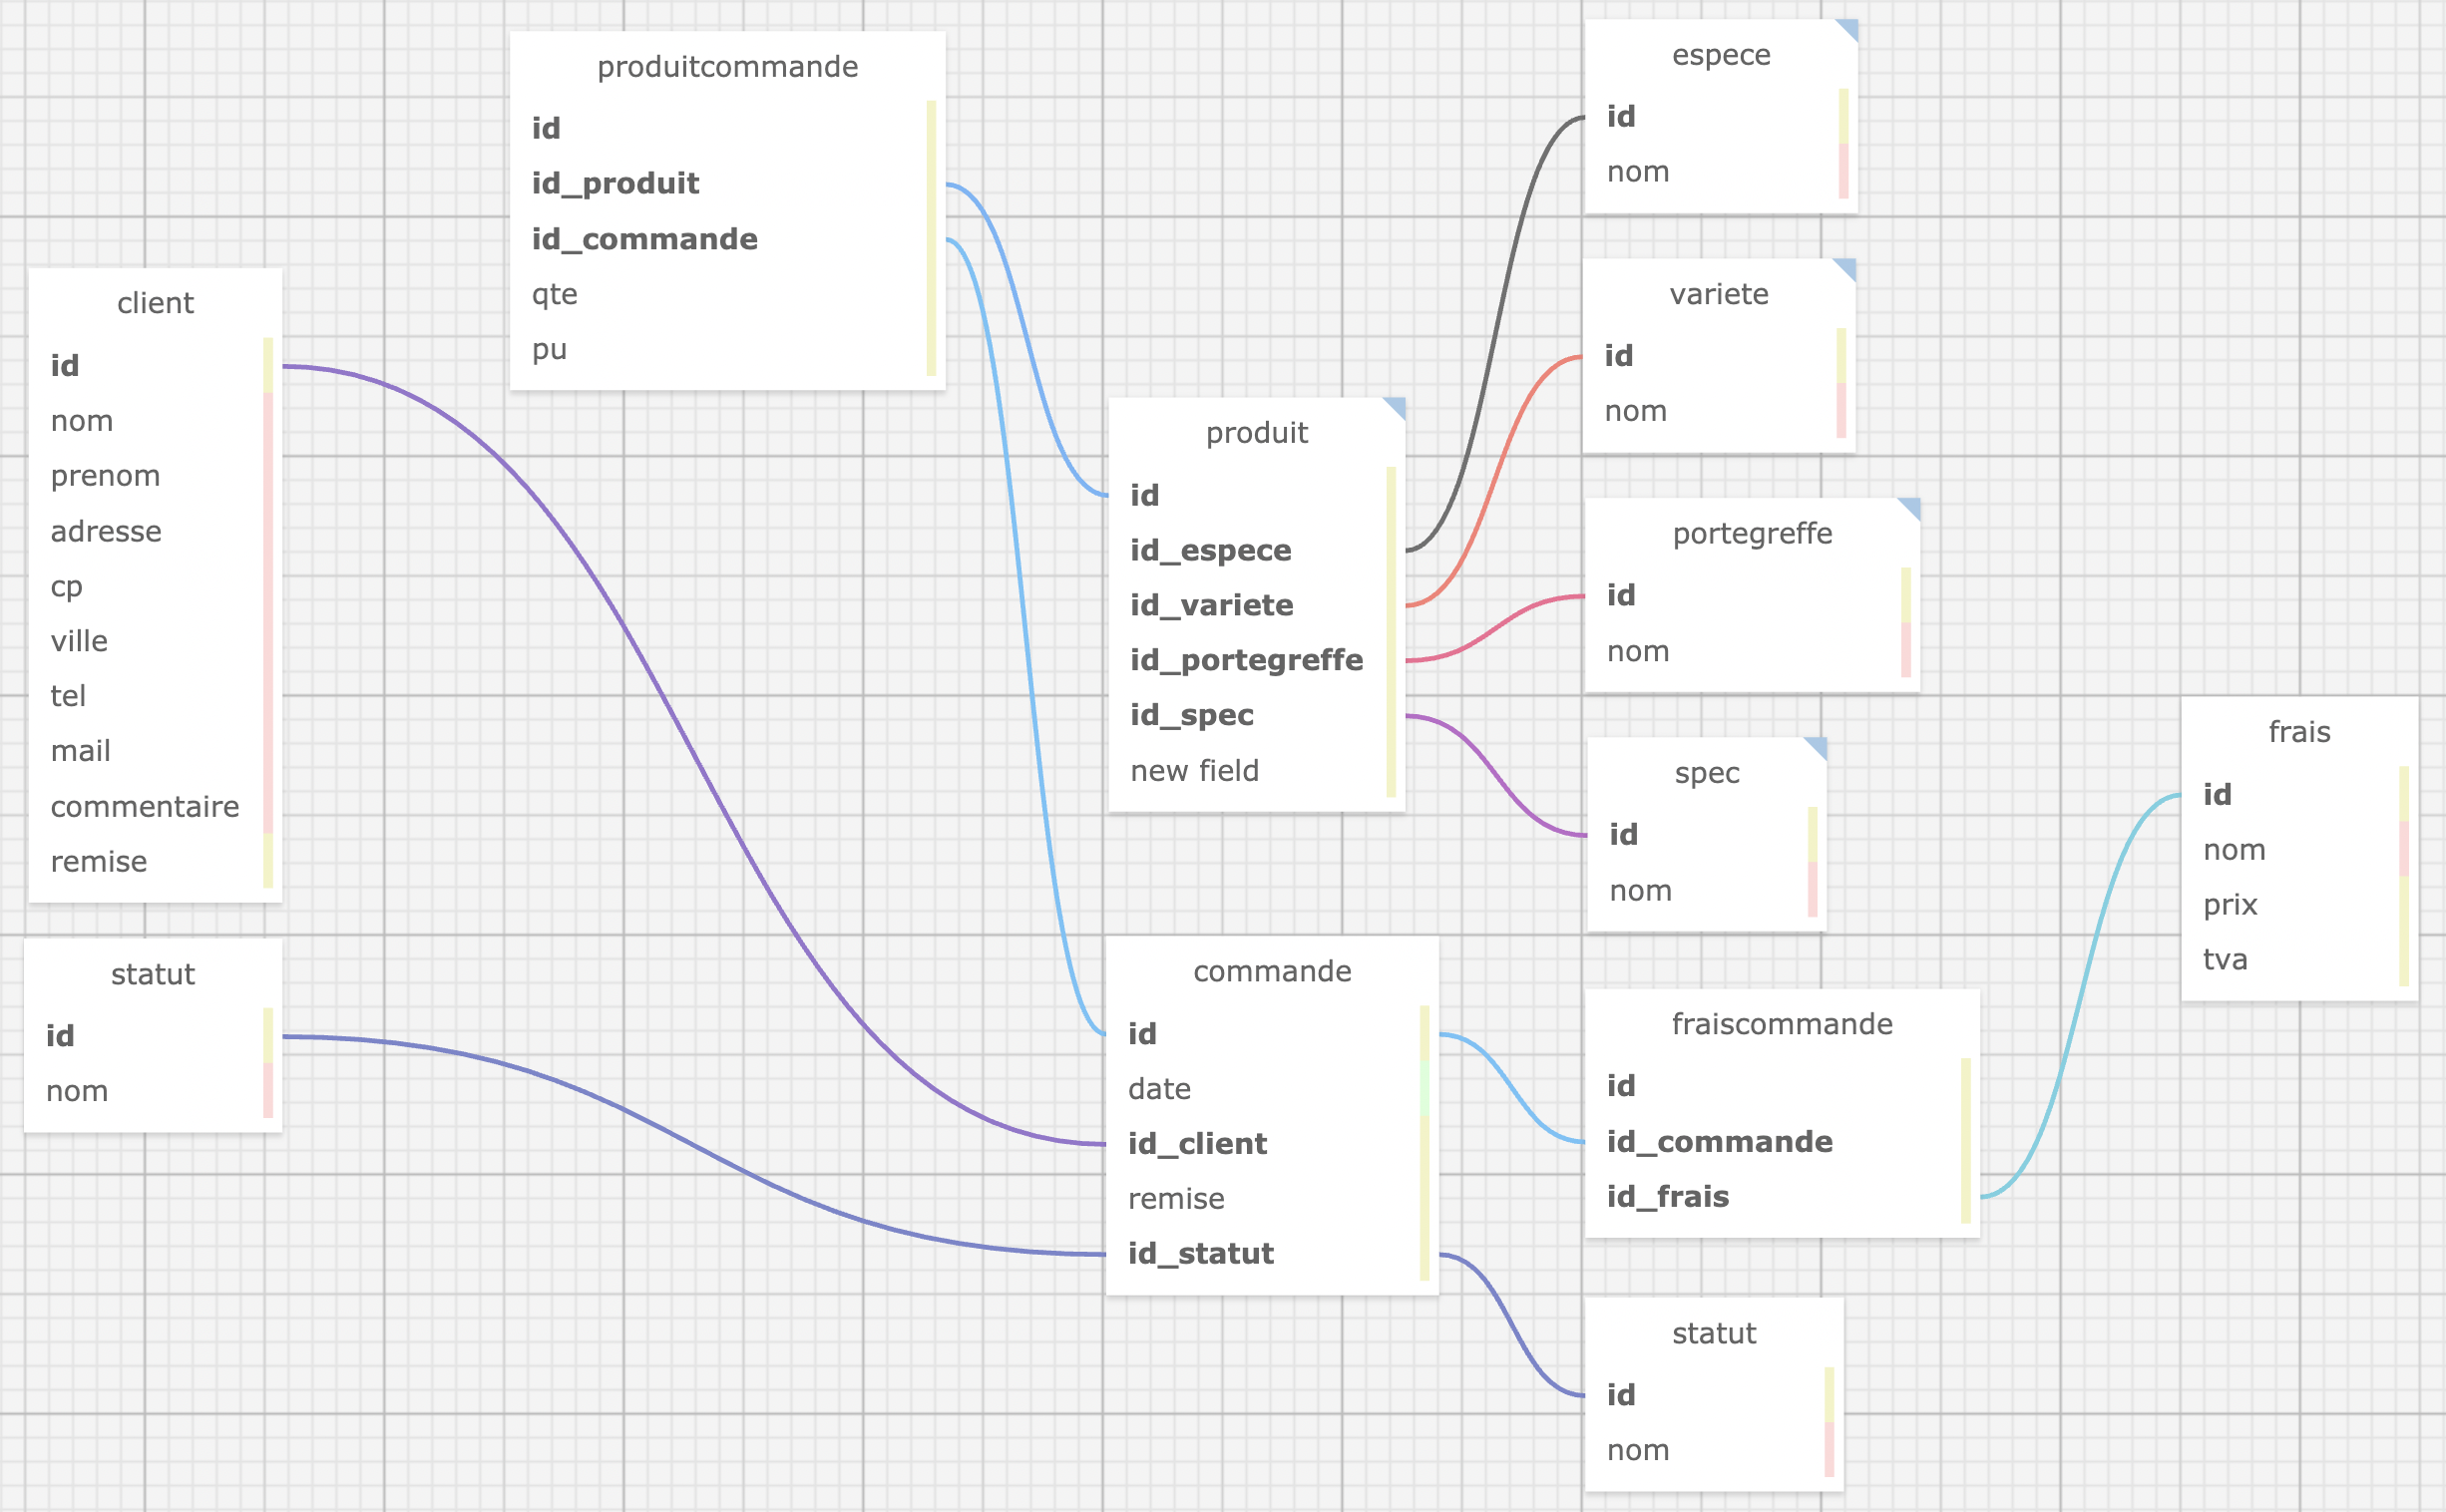 produitcommande
id
id_produit
id_commande
qte
pu
client
id
nom
prenom
adresse
cp
ville
tel
mail
commentaire
remise
statut
id
nom
produit
id
id_espece
id_variete
id_portegreffe
id_spec
new field
commande
id
date
id_client
remise
id_statut
espece
id
nom
variete
id
nom
portegreffe
id
nom
spec
id
nom
fraiscommande
id
id_commande
id_frais
statut
id
nom
frais
id
nom
prix
tva